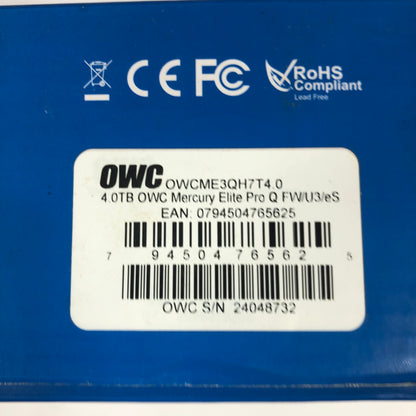 CE FC RoHS
Compliant
Lead Free
OWC OWCME3QH7T4.0
4.0TB OWC Mercury Elite Pro Q FW/U3/eS
EAN: 0794504765625
7 94504 76562 5
OWC S/N 24048732